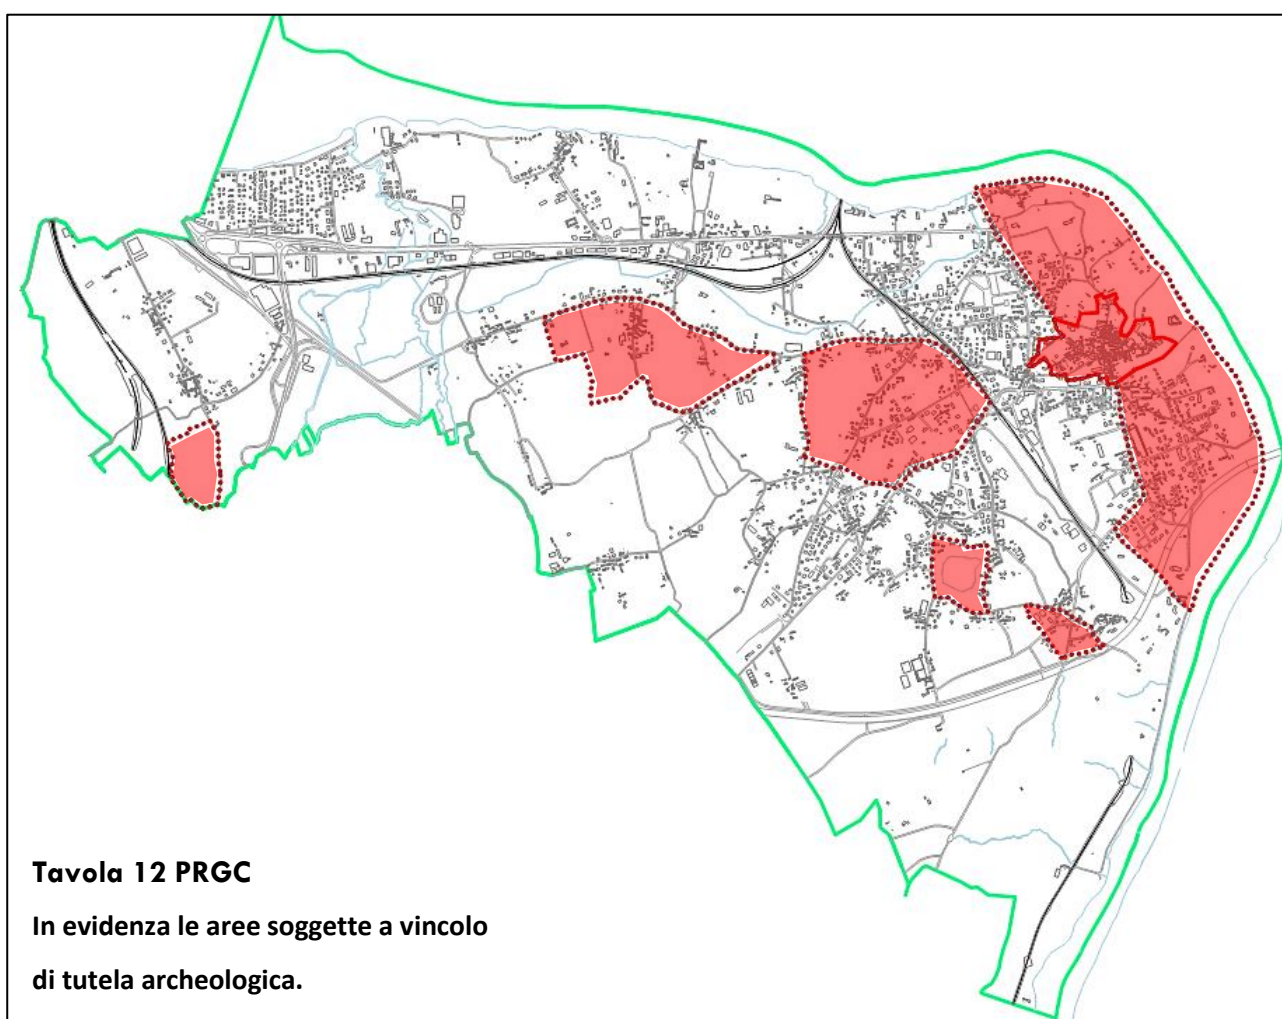 Tavola 12 PRGC
In evidenza le aree soggette a vincolo
di tutela archeologica.